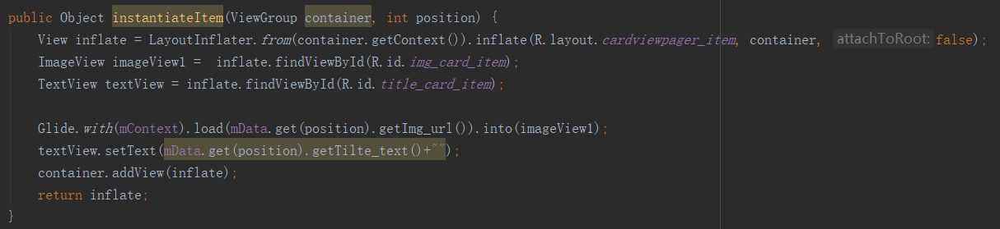 public Object instantiateItem(ViewGroup container, int position) {
    View inflate = LayoutInflater.from(container.getContext()).inflate(R.layout.cardviewpager_item, container, attachToRoot: false);
    ImageView imageView1 =  inflate.findViewById(R.id.img_card_item);
    TextView textView = inflate.findViewById(R.id.title_card_item);

    Glide.with(mContext).load(mData.get(position).getImg_url()).into(imageView1);
    textView.setText(mData.get(position).getTilte_text()+"");
    container.addView(inflate);
    return inflate;
}